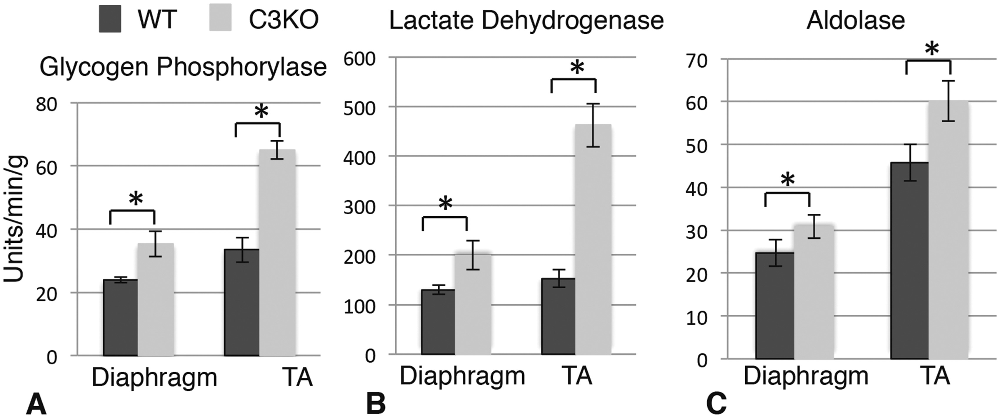 WT C3KO
Glycogen Phosphorylase
Units/min/g
80
*
60
*
40
20
0
Diaphragm TA
A
Lactate Dehydrogenase
600
*
500
400
300
*
200
100
0
Diaphragm TA
B
Aldolase
*
70
60
50
40
*
30
20
10
0
Diaphragm TA
C